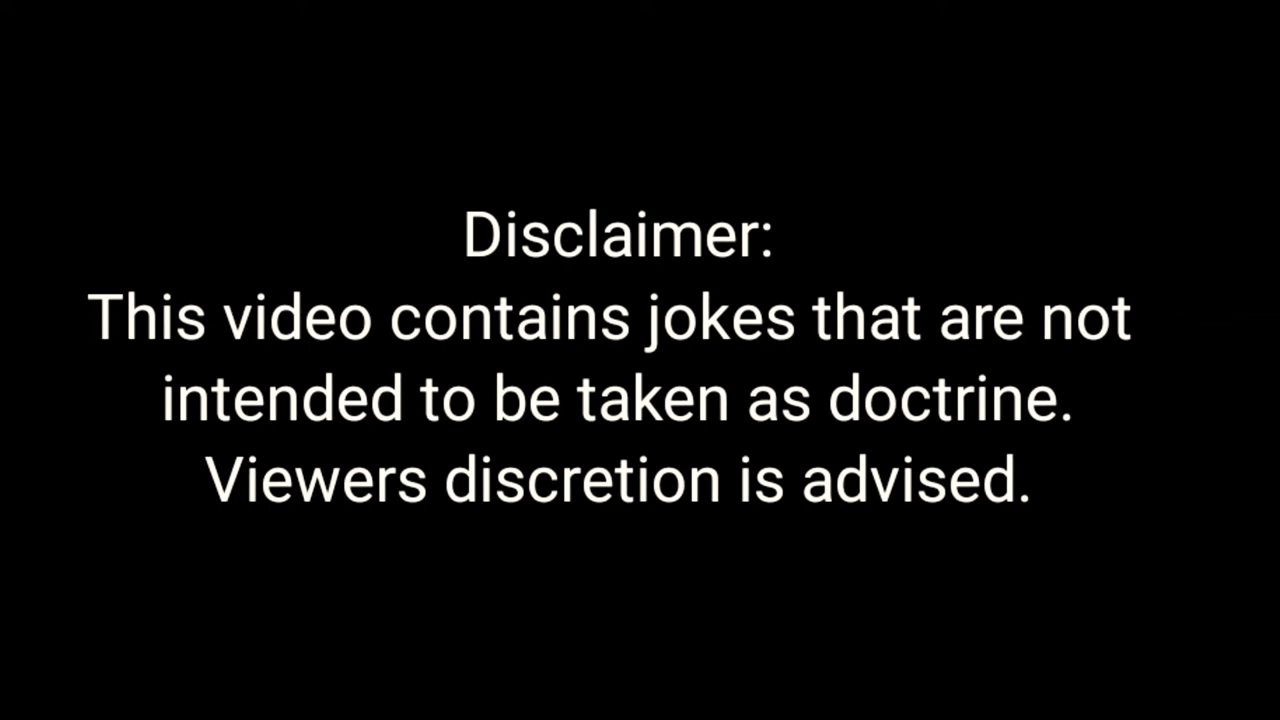 Disclaimer:
This video contains jokes that are not
intended to be taken as doctrine.
Viewers discretion is advised.